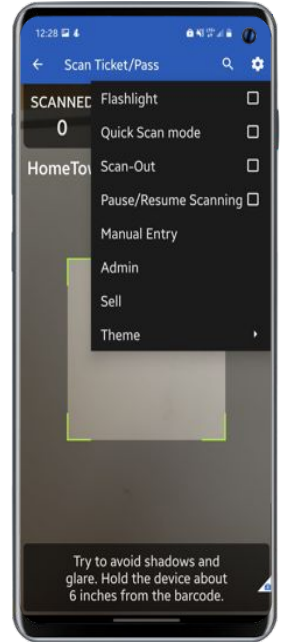 12:28
Scan Ticket/Pass
SCANNED
0
Flashlight
Quick Scan mode
Scan-Out
Pause/Resume Scanning
Manual Entry
Admin
Sell
Theme
Try to avoid shadows and
glare. Hold the device about
6 inches from the barcode.